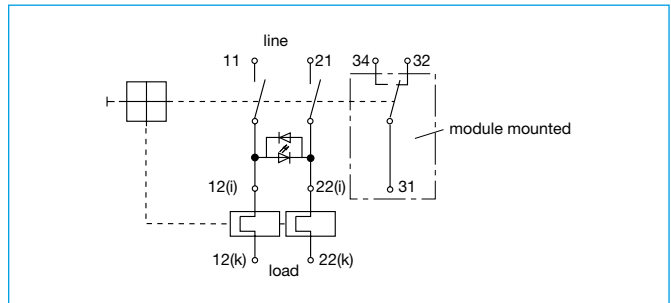 line
11 21 34 32
module mounted
12(i) 22(i) 31
12(k) 22(k)
load